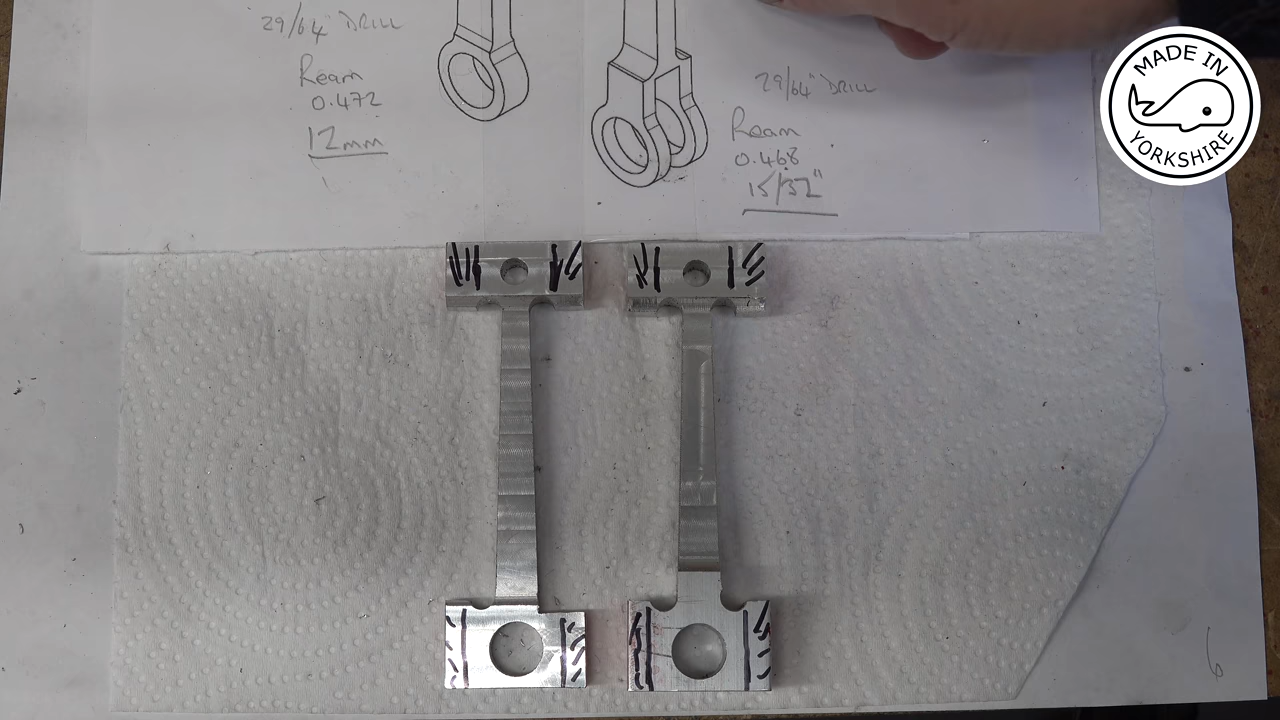 29/64" DRILL
Ream
0.472
12mm
29/64" DRILL
Ream
0.468
15/32"
MADE IN
YORKSHIRE